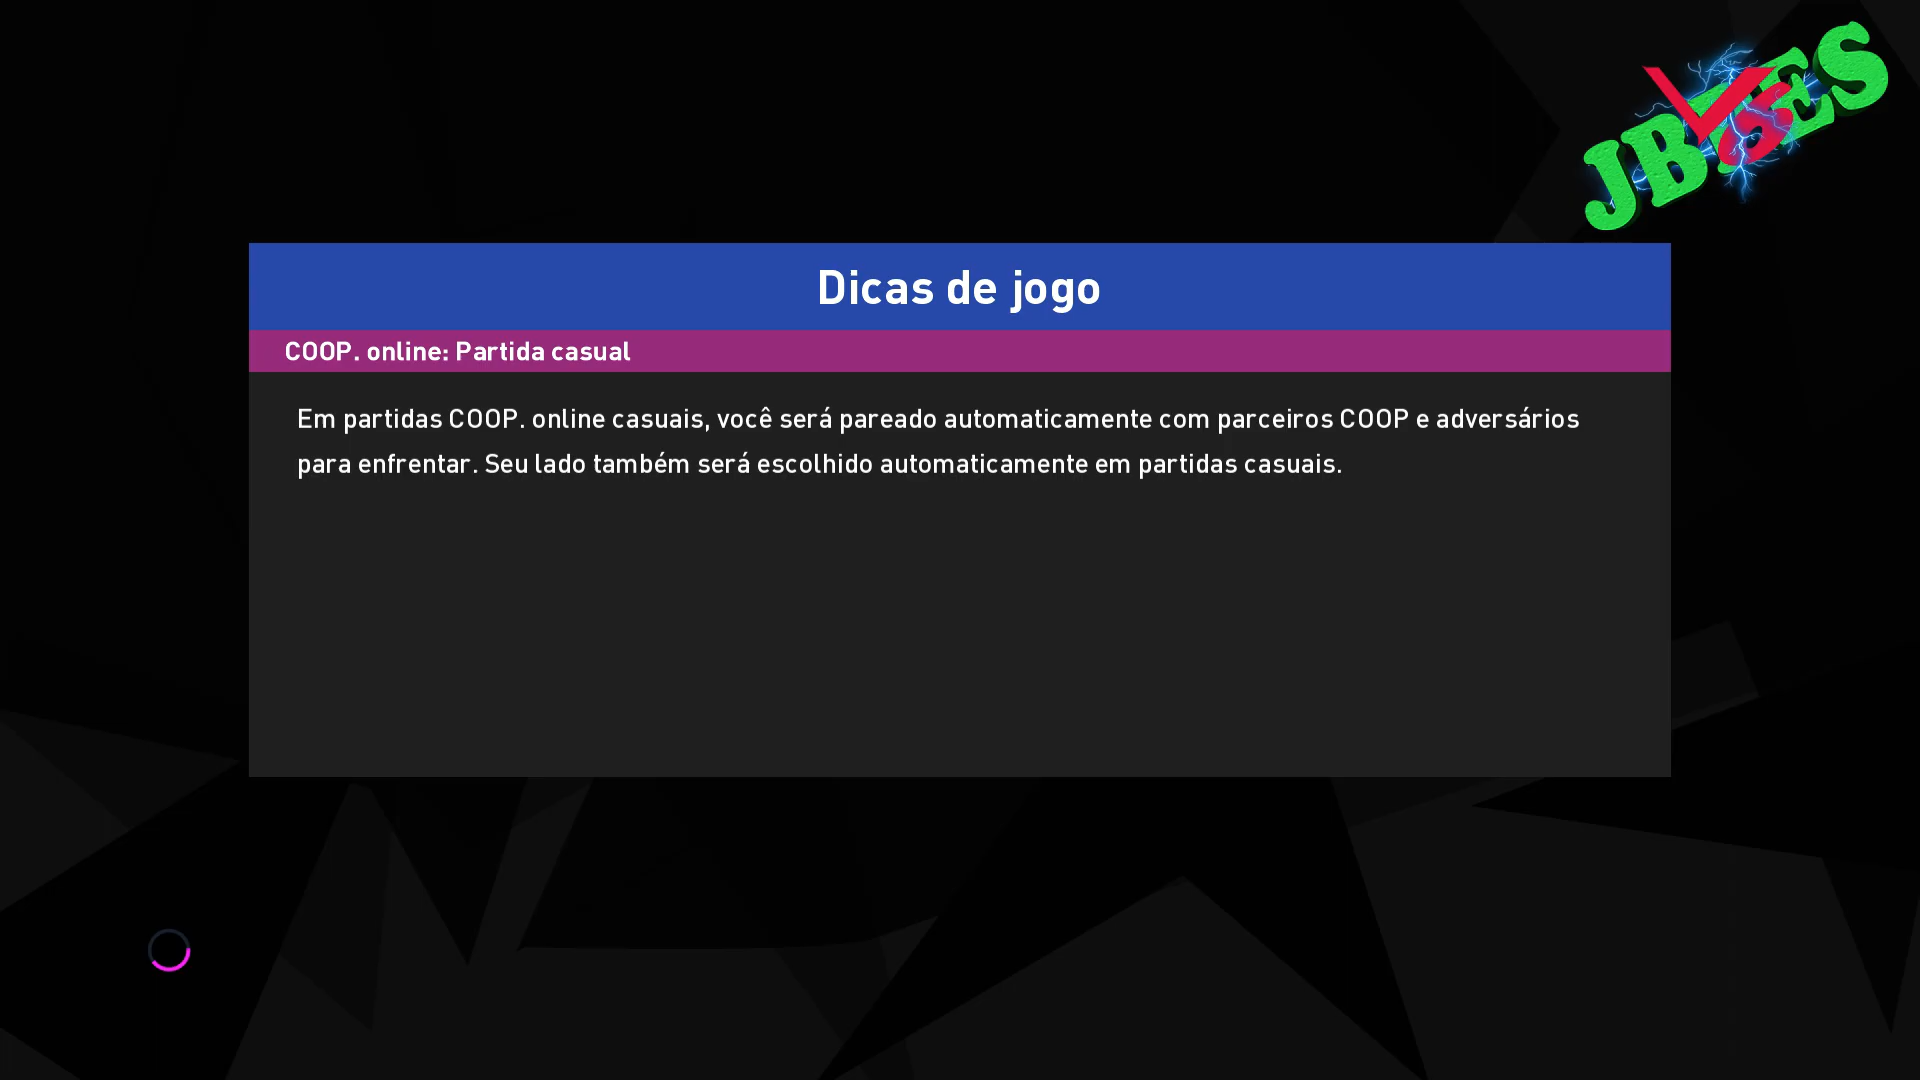 Dicas de jogo
COOP. online: Partida casual
Em partidas COOP. online casuais, você será pareado automaticamente com parceiros COOP e adversários
para enfrentar. Seu lado também será escolhido automaticamente em partidas casuais.